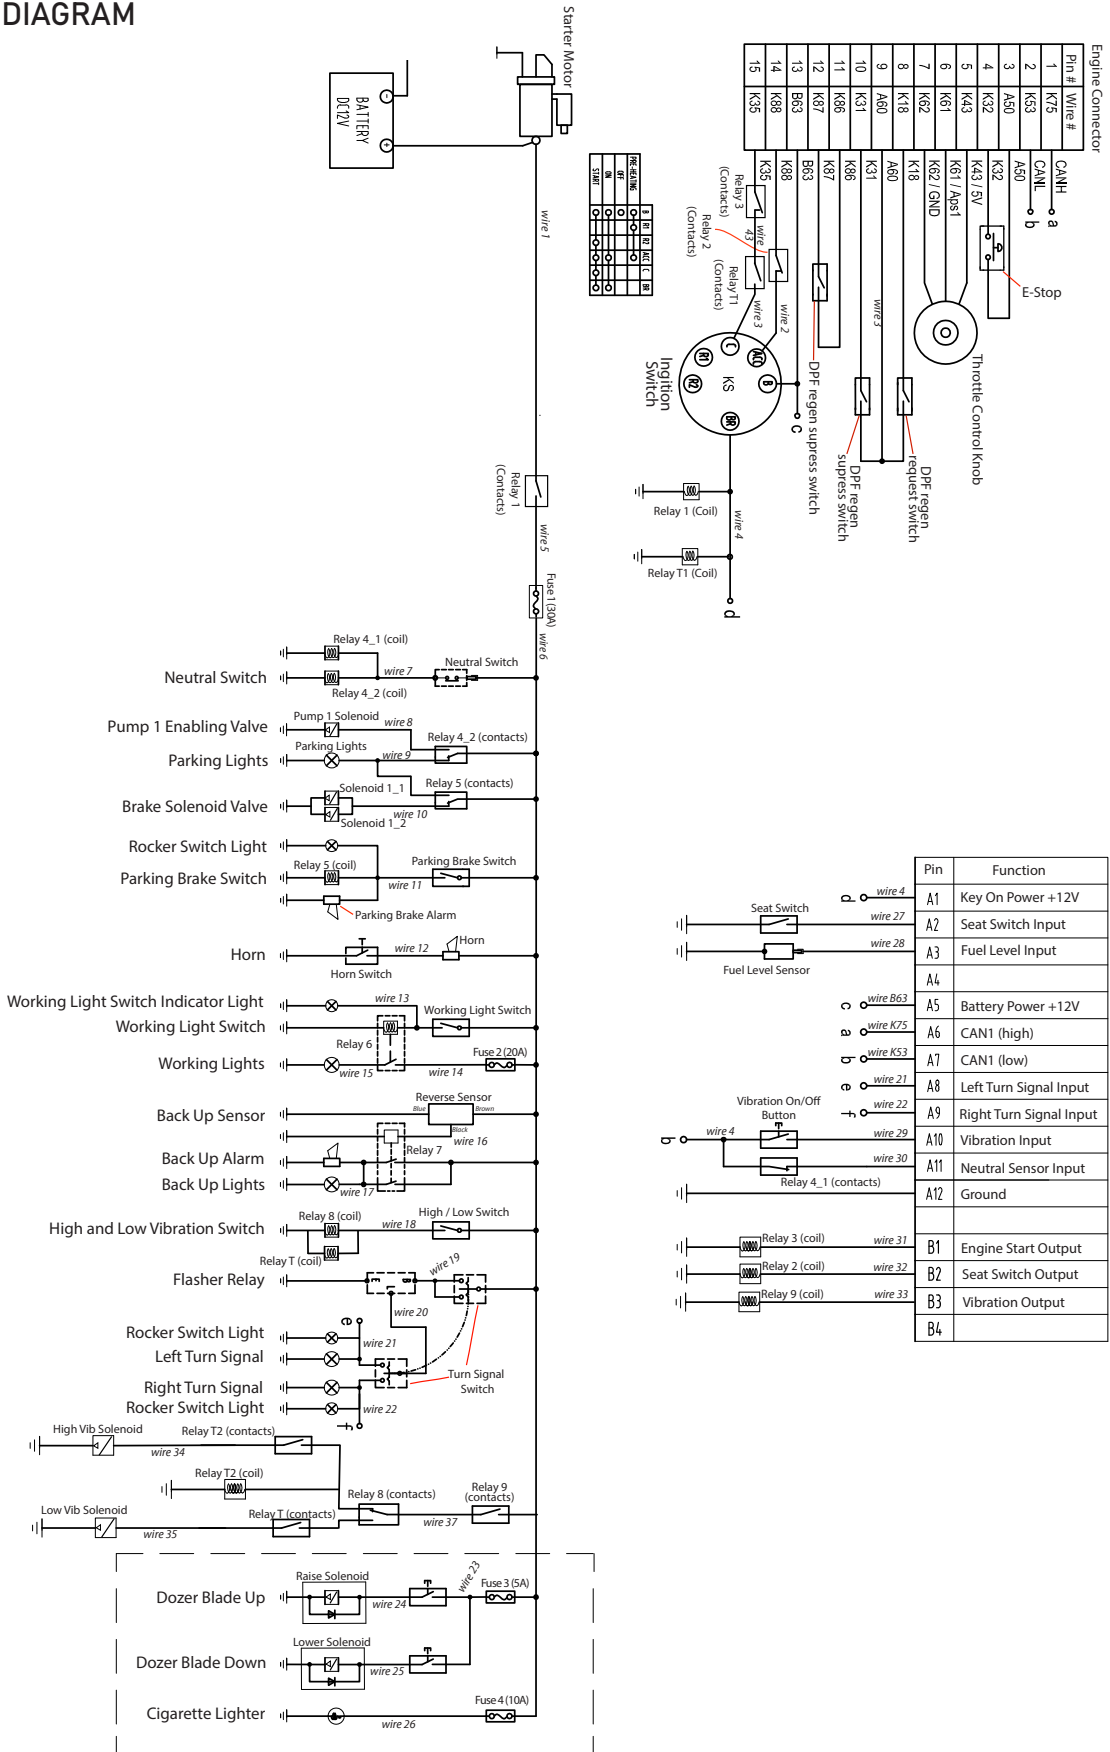 DIAGRAM
Starter Motor
BATTERY
DC12V
-
+
wire 1
PRE-HEATING
OFF
ON
START
B R1 R2 ACC C BR
Engine Connector
Pin # Wire #
1 K75
2 K53
3 A50
4 K32
5 K43
6 K61
7 K62
8 K18
9 A60
10 K31
11 K86
12 K87
13 B63
14 K88
15 K35
CANH
CANL
A50
K32
K43 / 5V
K61 / Aps1
K62 / GND
K18
A60
K31
K86
K87
B63
K88
K35
a
b
E-Stop
Throttle Control Knob
Relay 3
(Contacts)
wire
43
Relay 2
(Contacts)
Relay T1
(Contacts)
wire 3
wire 2
wire 3
Ingition
Switch
KS
C
ACC
B
BR
R1
R2
c
DPF regen supress switch
DPF regen
supress switch
DPF regen
request switch
Relay 1 (Coil)
wire 4
Relay T1 (Coil)
d
Relay 1
(Contacts)
wire 5
Fuse 1 (30A)
wire 6
Relay 4_1 (coil)
Neutral Switch
wire 7
Neutral Switch
Relay 4_2 (coil)
Pump 1 Solenoid
Pump 1 Enabling Valve
wire 8
Relay 4_2 (contacts)
Parking Lights
Parking Lights
wire 9
Relay 5 (contacts)
Solenoid 1_1
Brake Solenoid Valve
wire 10
Solenoid 1_2
Rocker Switch Light
Relay 5 (coil)
Parking Brake Switch
Parking Brake Switch
wire 11
Parking Brake Alarm
Horn
wire 12
Horn
Horn Switch
Working Light Switch Indicator Light
wire 13
Working Light Switch
Working Light Switch
Relay 6
Fuse 2 (20A)
Working Lights
wire 15
wire 14
Reverse Sensor
Back Up Sensor
Blue
Brown
Black
wire 16
Relay 7
Back Up Alarm
Back Up Lights
wire 17
Relay 8 (coil)
High / Low Switch
High and Low Vibration Switch
wire 18
Relay T (coil)
wire 19
Flasher Relay
E
B
L
wire 20
e
Rocker Switch Light
wire 21
Left Turn Signal
Turn Signal
Switch
Right Turn Signal
Rocker Switch Light
wire 22
f
High Vib Solenoid
Relay T2 (contacts)
wire 34
Relay T2 (coil)
Relay 8 (contacts)
Relay 9
(contacts)
Low Vib Solenoid
Relay T (contacts)
wire 37
wire 35
wire 23
Raise Solenoid
Fuse 3 (5A)
Dozer Blade Up
wire 24
Lower Solenoid
Dozer Blade Down
wire 25
Fuse 4 (10A)
Cigarette Lighter
wire 26
Pin Function
d wire 4 A1 Key On Power +12V
Seat Switch
wire 27 A2 Seat Switch Input
wire 28 A3 Fuel Level Input
Fuel Level Sensor
A4
c wire B63 A5 Battery Power +12V
a wire K75 A6 CAN1 (high)
b wire K53 A7 CAN1 (low)
e wire 21 A8 Left Turn Signal Input
f wire 22 A9 Right Turn Signal Input
Vibration On/Off
Button
d wire 4 wire 29 A10 Vibration Input
wire 30 A11 Neutral Sensor Input
Relay 4_1 (contacts)
A12 Ground
Relay 3 (coil) wire 31 B1 Engine Start Output
Relay 2 (coil) wire 32 B2 Seat Switch Output
Relay 9 (coil) wire 33 B3 Vibration Output
B4